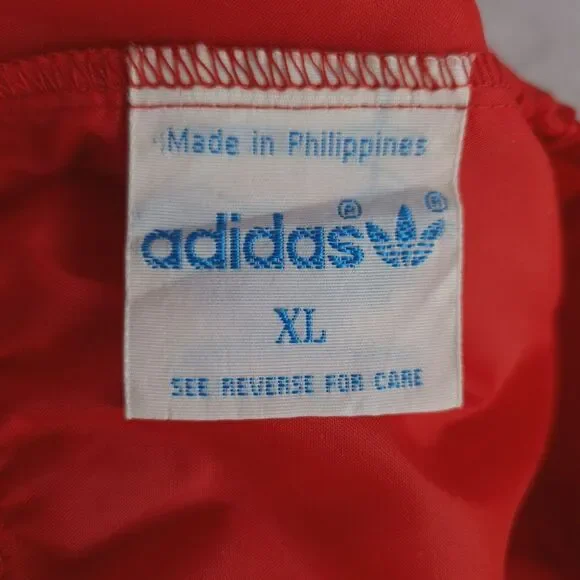 Made in Philippines
adidas®®
XL
SEE REVERSE FOR CARE